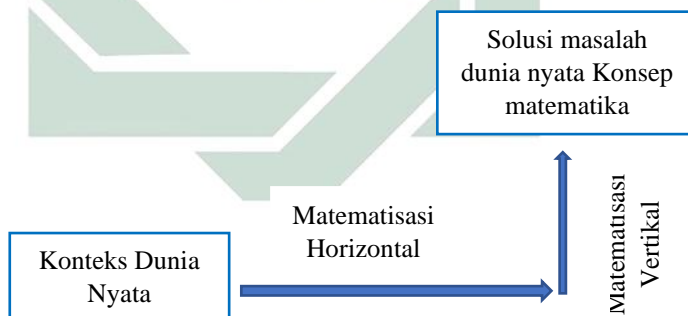 Solusi masalah
dunia nyata Konsep
matematika
Matematisasi
Horizontal
Matematisasi
Vertikal
Konteks Dunia
Nyata